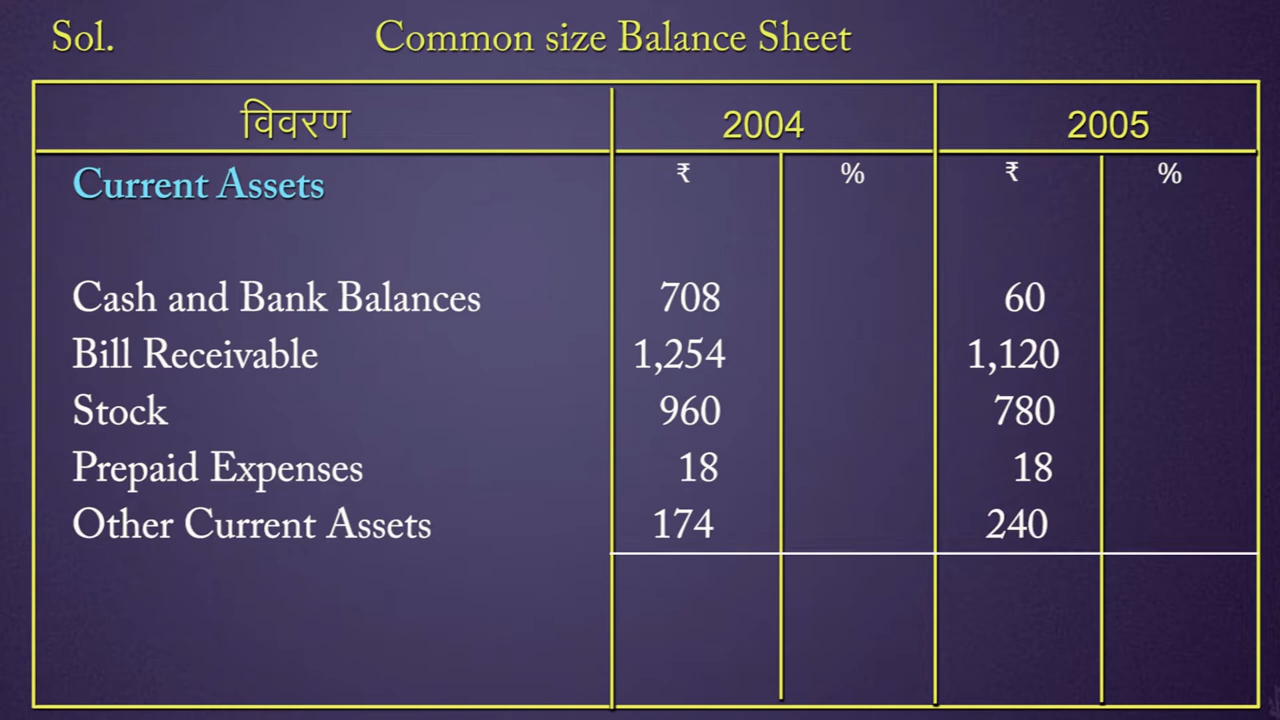 Sol. Common size Balance Sheet
विवरण 2004 2005
Current Assets ₹ % ₹ %
Cash and Bank Balances 708 60
Bill Receivable 1,254 1,120
Stock 960 780
Prepaid Expenses 18 18
Other Current Assets 174 240